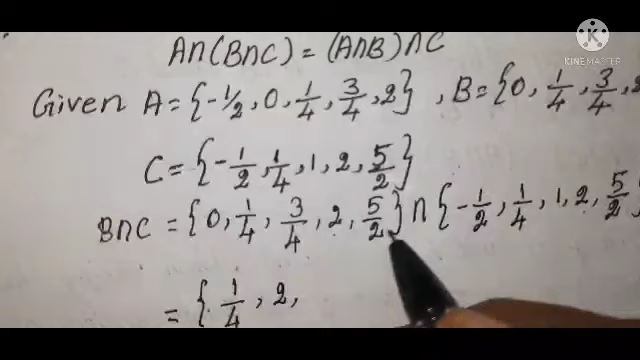 K
KINEMASTER
A∩(B∩C) = (A∩B)∩C
Given A = {-1/2, 0, 1/4, 3/4, 2}, B = {0, 1/4, 3/4, 2
C = {-1/2, 1/4, 1, 2, 5/2}
B∩C = {0, 1/4, 3/4, 2, 5/2} ∩ {-1/2, 1/4, 1, 2, 5/2}
= {1/4, 2,